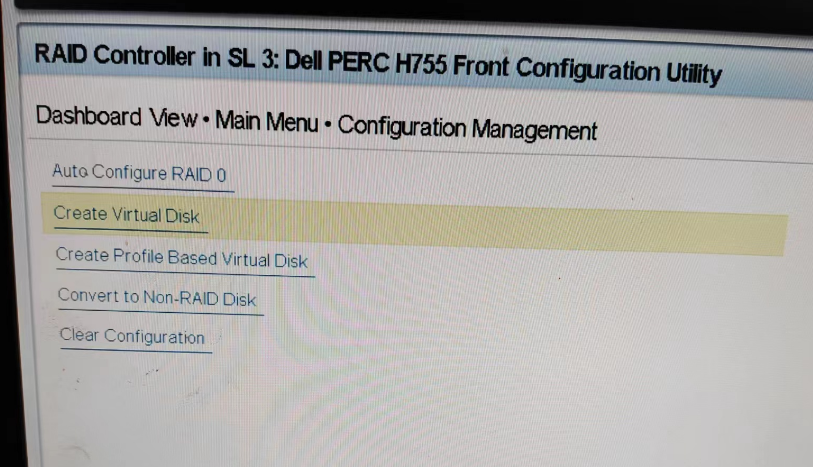 RAID Controller in SL 3: Dell PERC H755 Front Configuration Utility
Dashboard View • Main Menu • Configuration Management
Auto Configure RAID 0
Create Virtual Disk
Create Profile Based Virtual Disk
Convert to Non-RAID Disk
Clear Configuration